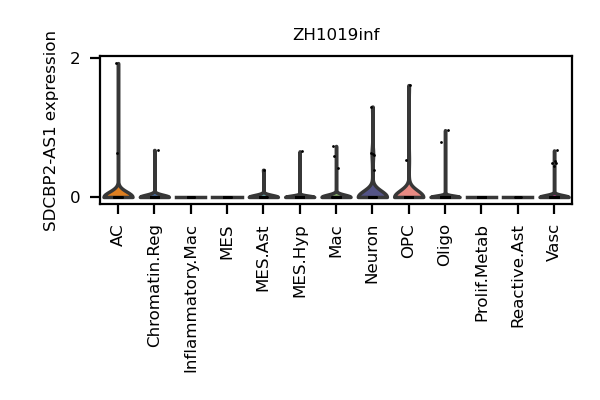 ZH1019inf
SDCBP2-AS1 expression
2
0
AC
Chromatin.Reg
Inflammatory.Mac
MES
MES.Ast
MES.Hyp
Mac
Neuron
OPC
Oligo
Prolif.Metab
Reactive.Ast
Vasc